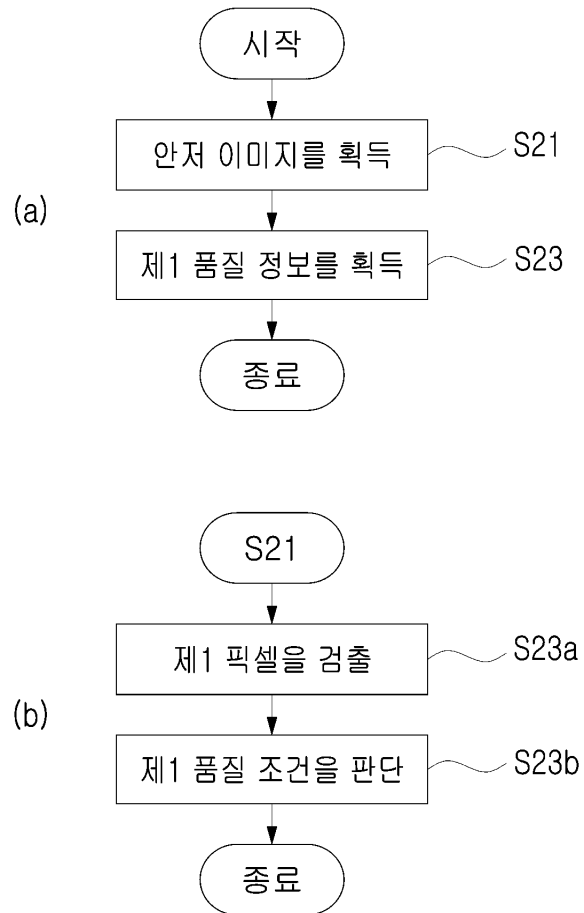 시작
안저 이미지를 획득
S21
(a)
제1 품질 정보를 획득
S23
종료
S21
제1 픽셀을 검출
S23a
(b)
제1 품질 조건을 판단
S23b
종료